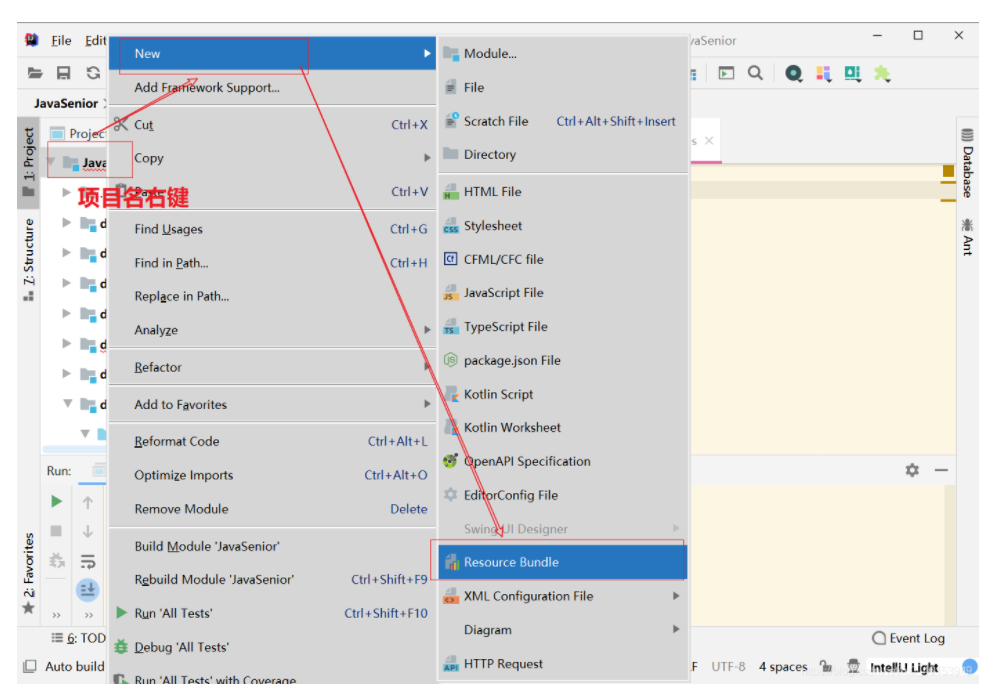 File Edit
vaSenior
JavaSenior
1: Project
Z: Structure
2: Favorites
Projec
Java
项目名右键
d
d
d
d
d
d
d
New
Add Framework Support...
Cut Ctrl+X
Copy
Paste Ctrl+V
Find Usages Ctrl+G
Find in Path... Ctrl+H
Replace in Path...
Analyze
Refactor
Add to Favorites
Reformat Code Ctrl+Alt+L
Optimize Imports Ctrl+Alt+O
Remove Module Delete
Build Module 'JavaSenior'
Rebuild Module 'JavaSenior' Ctrl+Shift+F9
Run 'All Tests' Ctrl+Shift+F10
Debug 'All Tests'
Run 'All Tests' with Coverage
Module...
File
Scratch File Ctrl+Alt+Shift+Insert
Directory
HTML File
Stylesheet
CFML/CFC file
JavaScript File
TypeScript File
package.json File
Kotlin Script
Kotlin Worksheet
OpenAPI Specification
EditorConfig File
Swing UI Designer
Resource Bundle
XML Configuration File
Diagram
HTTP Request
s
Database
Ant
Run:
6: TOD
Event Log
Auto build
F UTF-8 4 spaces IntelliJ Light